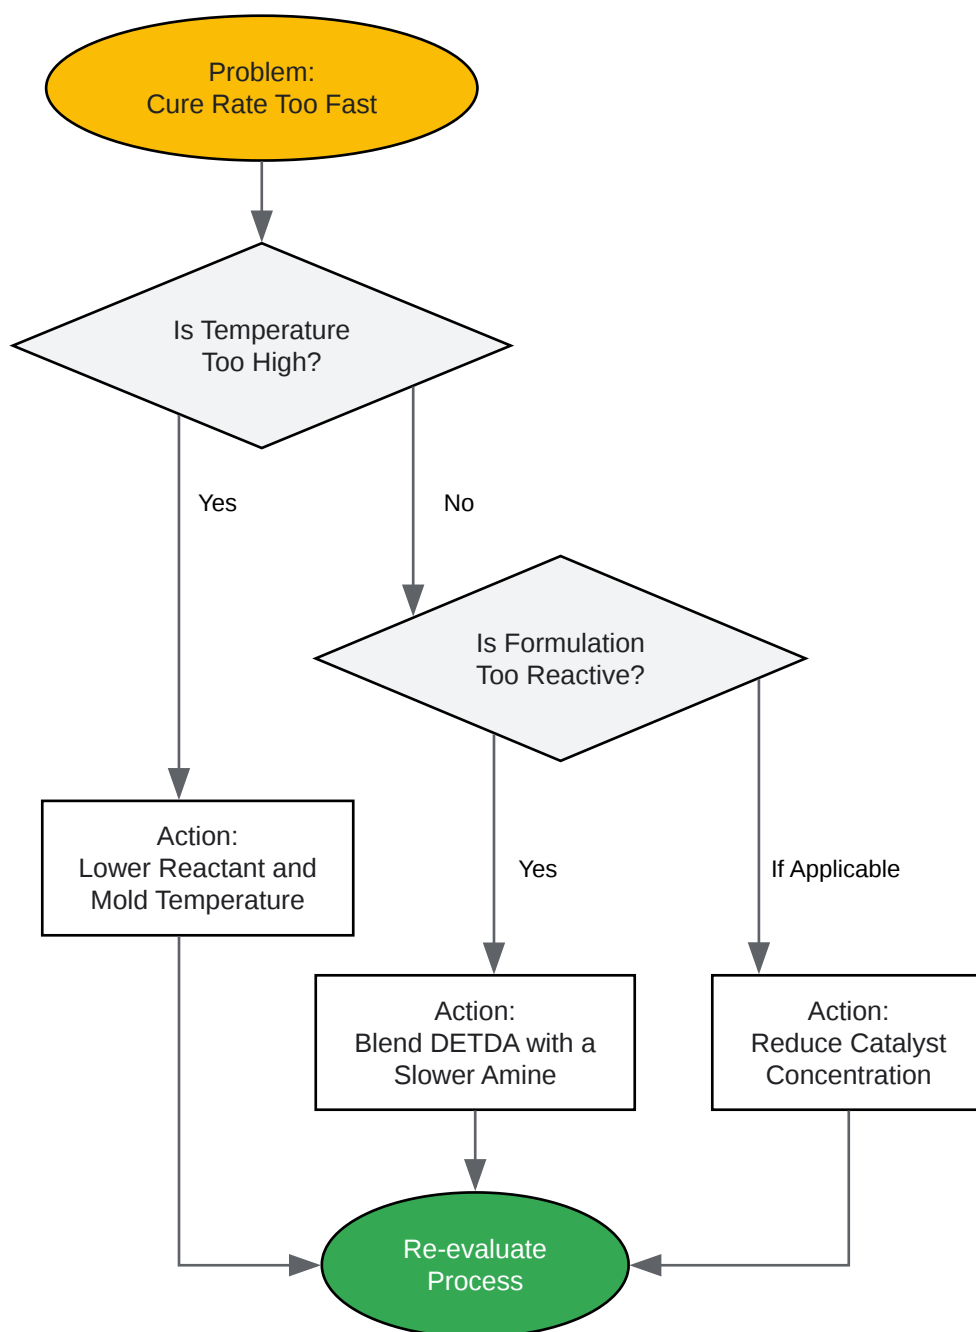 Problem:
Cure Rate Too Fast
Is Temperature
Too High?
Yes
No
Is Formulation
Too Reactive?
Action:
Lower Reactant and
Mold Temperature
Yes
If Applicable
Action:
Blend DETDA with a
Slower Amine
Action:
Reduce Catalyst
Concentration
Re-evaluate
Process